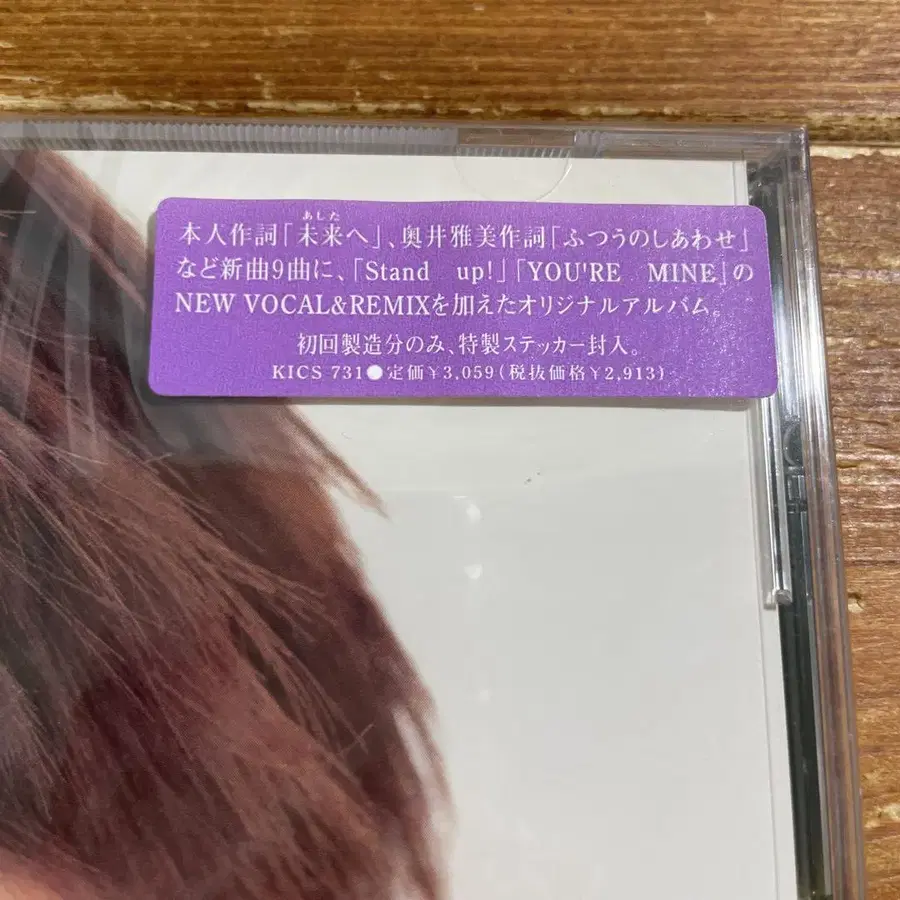 あした
本人作詞「未来へ」、奥井雅美作詞「ふつうのしあわせ」
など新曲9曲に、「Stand up!」「YOU'RE MINE」の
NEW VOCAL&REMIXを加えたオリジナルアルバム。
初回製造分のみ、特製ステッカー封入。
KICS 731●定価¥3,059(税抜価格¥2,913)